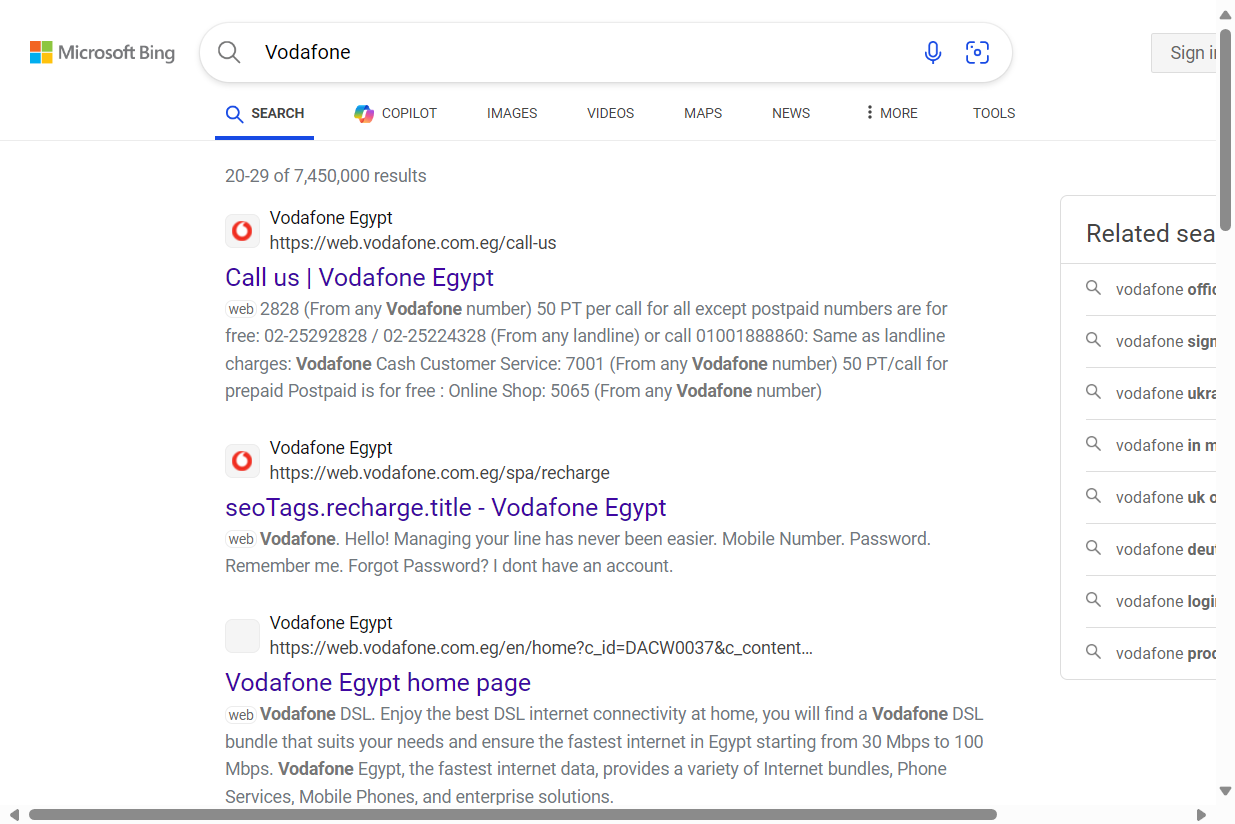 Microsoft Bing
Vodafone
Sign in
SEARCH
COPILOT
IMAGES
VIDEOS
MAPS
NEWS
MORE
TOOLS
20-29 of 7,450,000 results
Vodafone Egypt
https://web.vodafone.com.eg/call-us
Call us | Vodafone Egypt
web 2828 (From any Vodafone number) 50 PT per call for all except postpaid numbers are for
free: 02-25292828 / 02-25224328 (From any landline) or call 01001888860: Same as landline
charges: Vodafone Cash Customer Service: 7001 (From any Vodafone number) 50 PT/call for
prepaid Postpaid is for free : Online Shop: 5065 (From any Vodafone number)
Vodafone Egypt
https://web.vodafone.com.eg/spa/recharge
seoTags.recharge.title - Vodafone Egypt
web Vodafone. Hello! Managing your line has never been easier. Mobile Number. Password.
Remember me. Forgot Password? I dont have an account.
Vodafone Egypt
https://web.vodafone.com.eg/en/home?c_id=DACW0037&c_content...
Vodafone Egypt home page
web Vodafone DSL. Enjoy the best DSL internet connectivity at home, you will find a Vodafone DSL
bundle that suits your needs and ensure the fastest internet in Egypt starting from 30 Mbps to 100
Mbps. Vodafone Egypt, the fastest internet data, provides a variety of Internet bundles, Phone
Services, Mobile Phones, and enterprise solutions.
Related sea
vodafone offic
vodafone sign
vodafone ukra
vodafone in m
vodafone uk o
vodafone deut
vodafone login
vodafone proc